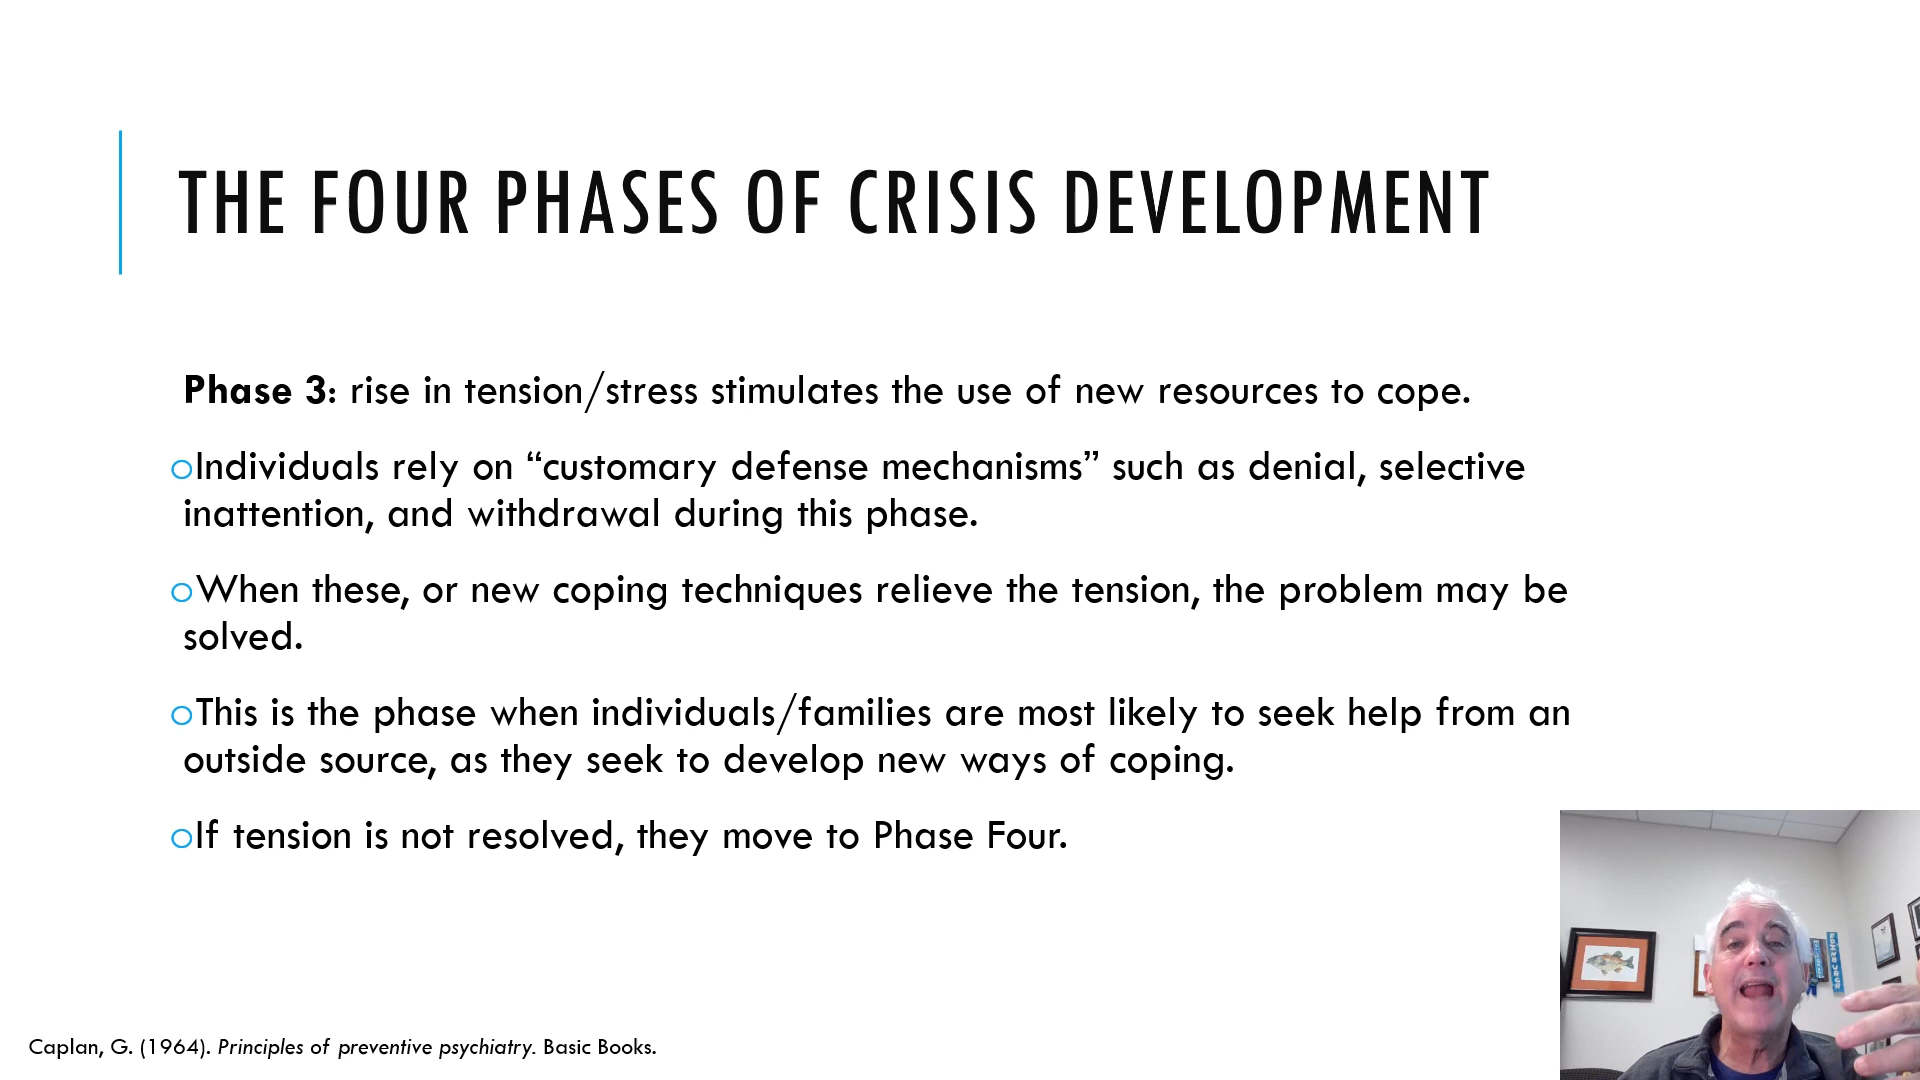 THE FOUR PHASES OF CRISIS DEVELOPMENT
Phase 3: rise in tension/stress stimulates the use of new resources to cope.
oIndividuals rely on “customary defense mechanisms” such as denial, selective
inattention, and withdrawal during this phase.
oWhen these, or new coping techniques relieve the tension, the problem may be
solved.
oThis is the phase when individuals/families are most likely to seek help from an
outside source, as they seek to develop new ways of coping.
oIf tension is not resolved, they move to Phase Four.
Caplan, G. (1964). Principles of preventive psychiatry. Basic Books.